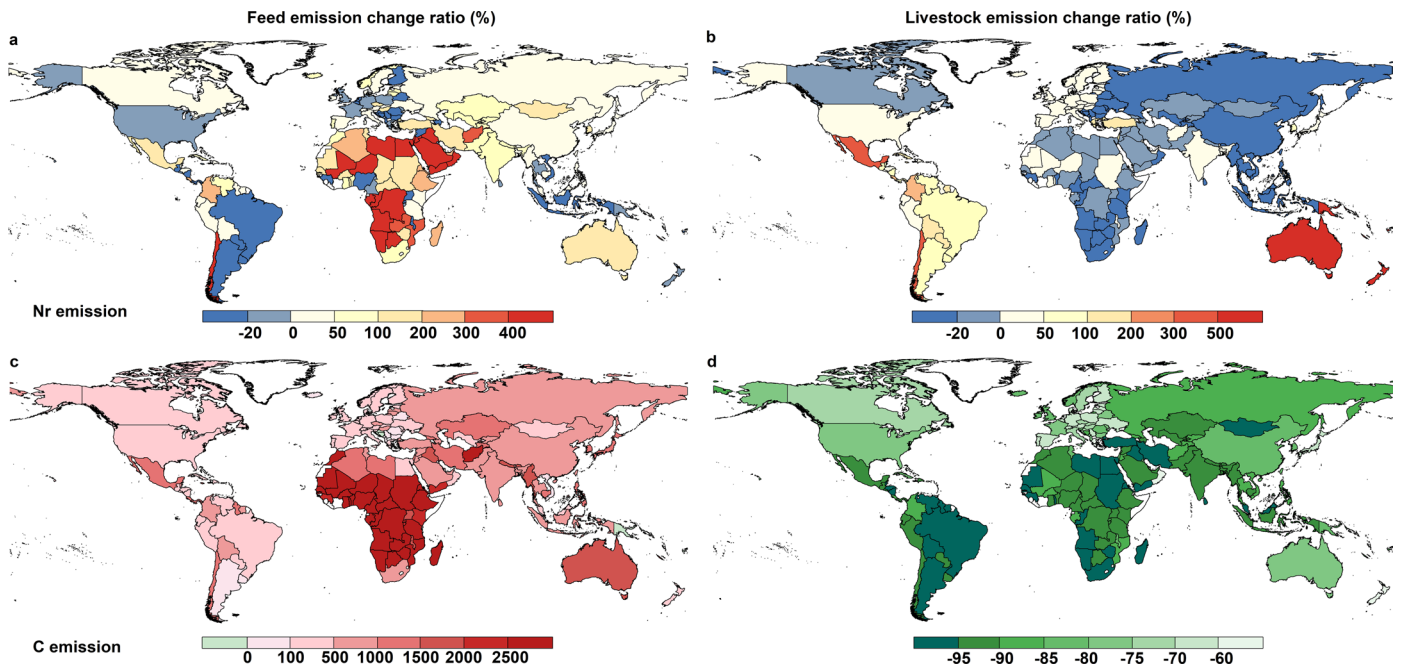 Feed emission change ratio (%)
Livestock emission change ratio (%)
a
b
Nr emission
-20 0 50 100 200 300 400
-20 0 50 100 200 300 500
c
d
C emission
0 100 500 1000 1500 2000 2500
-95 -90 -85 -80 -75 -70 -60